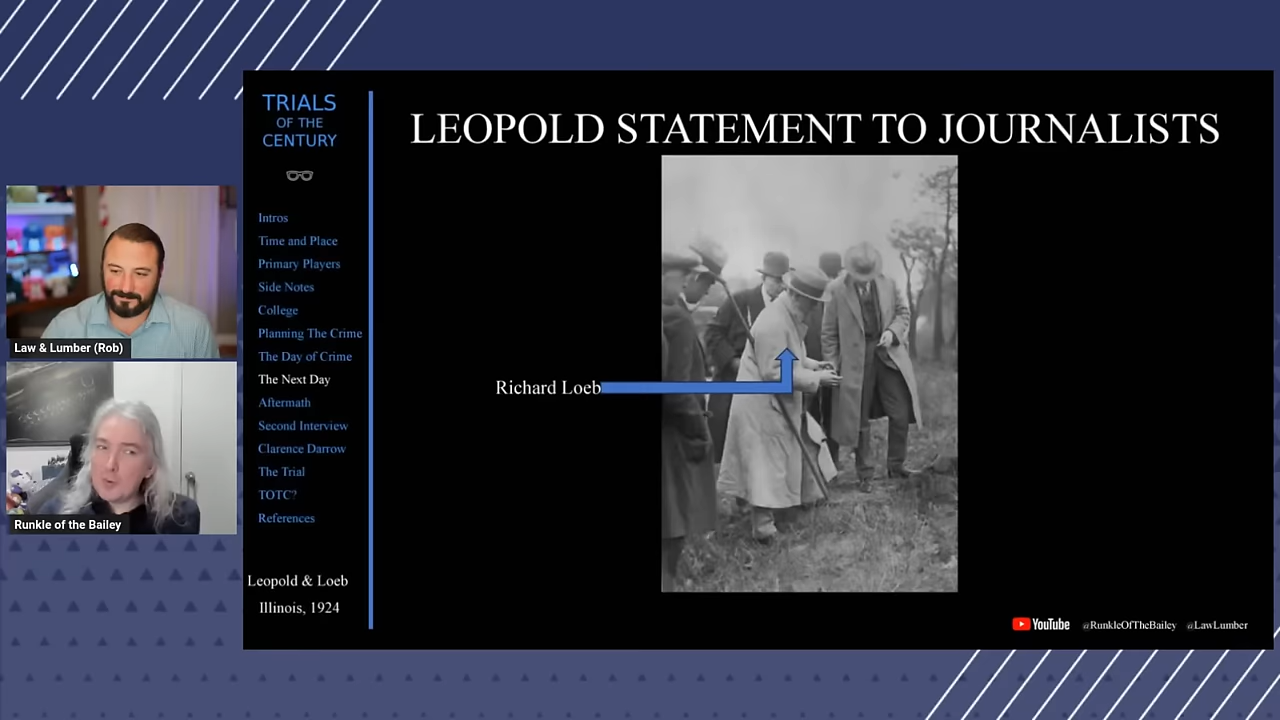 TRIALS
OF THE
CENTURY
Intros
Time and Place
Primary Players
Side Notes
College
Planning The Crime
The Day of Crime
The Next Day
Aftermath
Second Interview
Clarence Darrow
The Trial
TOTC?
References
Leopold & Loeb
Illinois, 1924
LEOPOLD STATEMENT TO JOURNALISTS
Richard Loeb
YouTube @RunkleOfTheBailey @LawLumber
Law & Lumber (Rob)
Runkle of the Bailey